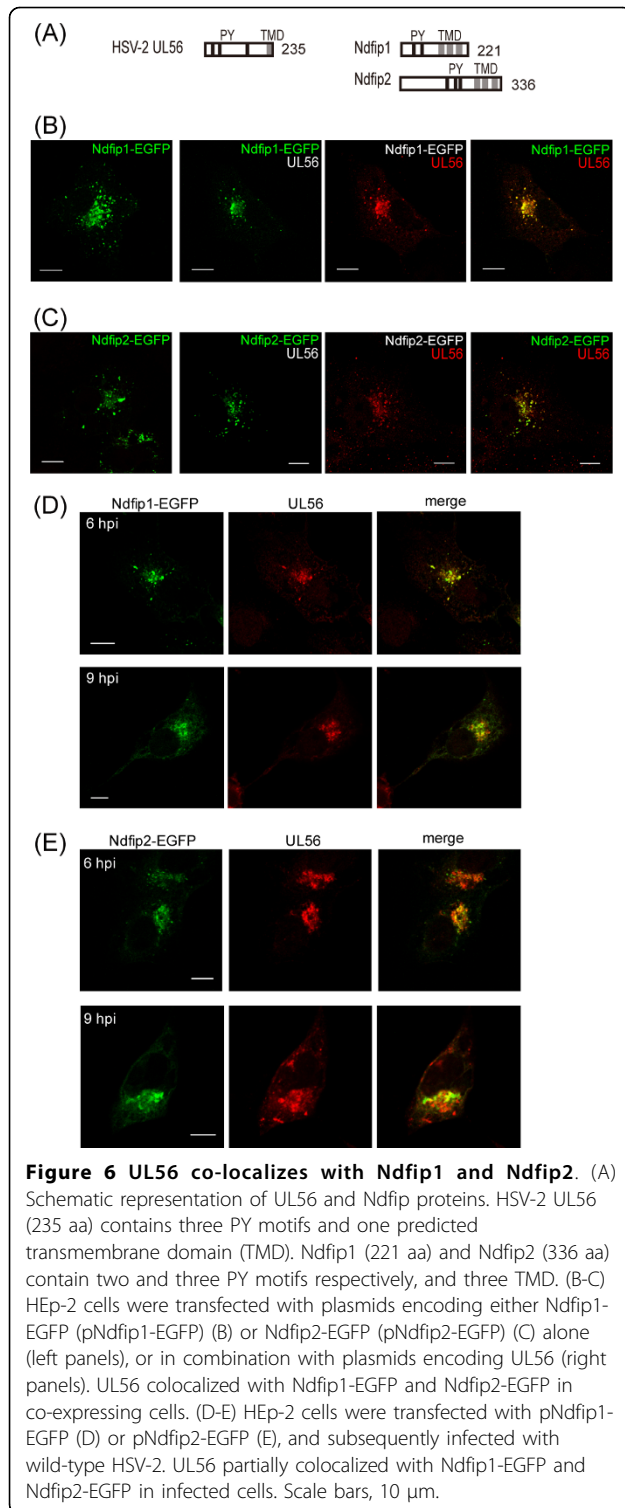 (A)
PY TMD
HSV-2 UL56 235
PY TMD
Ndfip1 221
PY TMD
Ndfip2 336
(B)
Ndfip1-EGFP
Ndfip1-EGFP
UL56
Ndfip1-EGFP
UL56
Ndfip1-EGFP
UL56
(C)
Ndfip2-EGFP
Ndfip2-EGFP
UL56
Ndfip2-EGFP
UL56
Ndfip2-EGFP
UL56
(D)
Ndfip1-EGFP UL56 merge
6 hpi
9 hpi
(E)
Ndfip2-EGFP UL56 merge
6 hpi
9 hpi
Figure 6 UL56 co-localizes with Ndfip1 and Ndfip2. (A)
Schematic representation of UL56 and Ndfip proteins. HSV-2 UL56
(235 aa) contains three PY motifs and one predicted
transmembrane domain (TMD). Ndfip1 (221 aa) and Ndfip2 (336 aa)
contain two and three PY motifs respectively, and three TMD. (B-C)
HEp-2 cells were transfected with plasmids encoding either Ndfip1-
EGFP (pNdfip1-EGFP) (B) or Ndfip2-EGFP (pNdfip2-EGFP) (C) alone
(left panels), or in combination with plasmids encoding UL56 (right
panels). UL56 colocalized with Ndfip1-EGFP and Ndfip2-EGFP in
co-expressing cells. (D-E) HEp-2 cells were transfected with pNdfip1-
EGFP (D) or pNdfip2-EGFP (E), and subsequently infected with
wild-type HSV-2. UL56 partially colocalized with Ndfip1-EGFP and
Ndfip2-EGFP in infected cells. Scale bars, 10 μm.